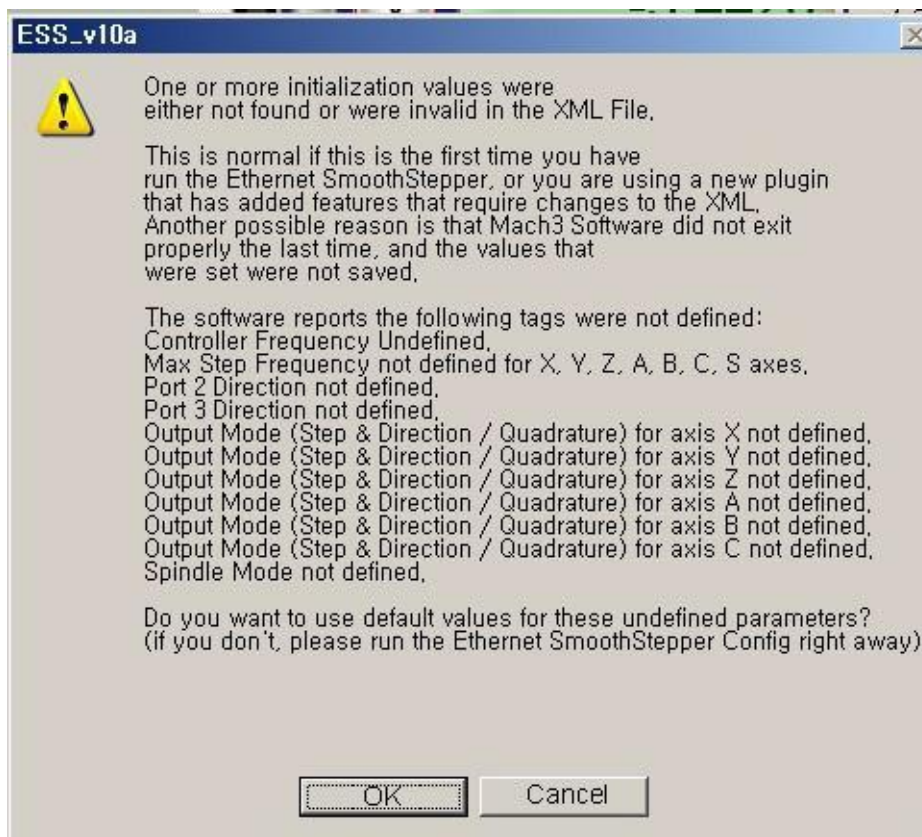 ESS_v10a
One or more initialization values were
either not found or were invalid in the XML File,
This is normal if this is the first time you have
run the Ethernet SmoothStepper, or you are using a new plugin
that has added features that require changes to the XML,
Another possible reason is that Mach3 Software did not exit
properly the last time, and the values that
were set were not saved,
The software reports the following tags were not defined:
Controller Frequency Undefined,
Max Step Frequency not defined for X, Y, Z, A, B, C, S axes,
Port 2 Direction not defined,
Port 3 Direction not defined,
Output Mode (Step & Direction / Quadrature) for axis X not defined,
Output Mode (Step & Direction / Quadrature) for axis Y not defined,
Output Mode (Step & Direction / Quadrature) for axis Z not defined,
Output Mode (Step & Direction / Quadrature) for axis A not defined,
Output Mode (Step & Direction / Quadrature) for axis B not defined,
Output Mode (Step & Direction / Quadrature) for axis C not defined,
Spindle Mode not defined,
Do you want to use default values for these undefined parameters?
(if you don't, please run the Ethernet SmoothStepper Config right away)
OK
Cancel